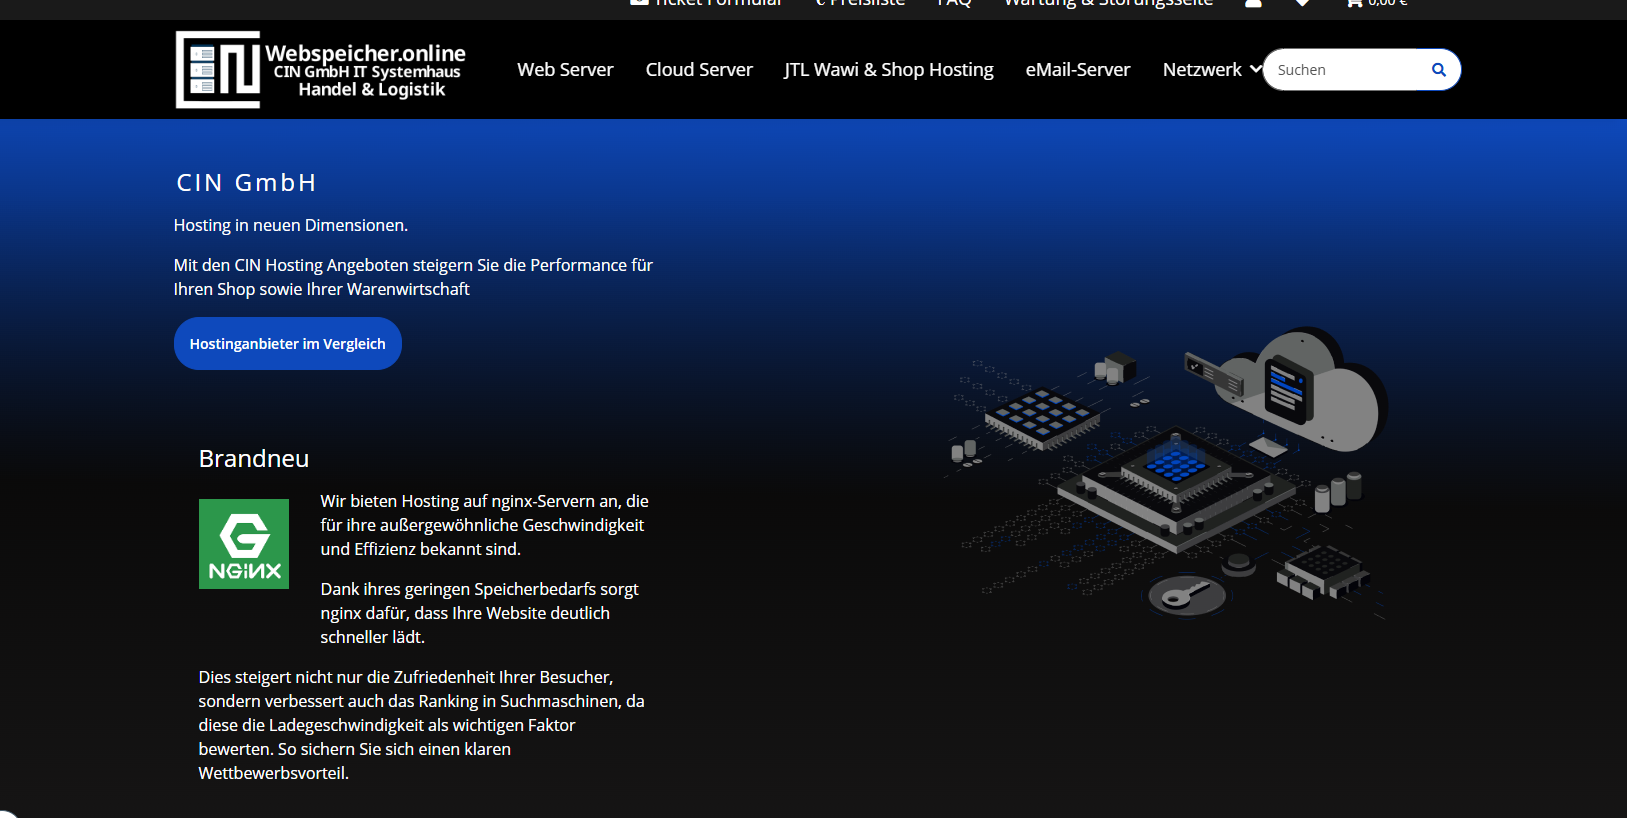 Ticket Formular € Preisliste FAQ Wartung & Störungsseite 0,00 €
Webspeicher.online
CIN GmbH IT Systemhaus
Handel & Logistik
Web Server Cloud Server JTL Wawi & Shop Hosting eMail-Server Netzwerk Suchen
CIN GmbH
Hosting in neuen Dimensionen.
Mit den CIN Hosting Angeboten steigern Sie die Performance für
Ihren Shop sowie Ihrer Warenwirtschaft
Hostinganbieter im Vergleich
Brandneu
NGiNX
Wir bieten Hosting auf nginx-Servern an, die
für ihre außergewöhnliche Geschwindigkeit
und Effizienz bekannt sind.
Dank ihres geringen Speicherbedarfs sorgt
nginx dafür, dass Ihre Website deutlich
schneller lädt.
Dies steigert nicht nur die Zufriedenheit Ihrer Besucher,
sondern verbessert auch das Ranking in Suchmaschinen, da
diese die Ladegeschwindigkeit als wichtigen Faktor
bewerten. So sichern Sie sich einen klaren
Wettbewerbsvorteil.